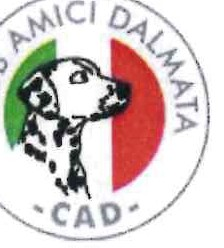 AMICI DALMATA
- CAD -